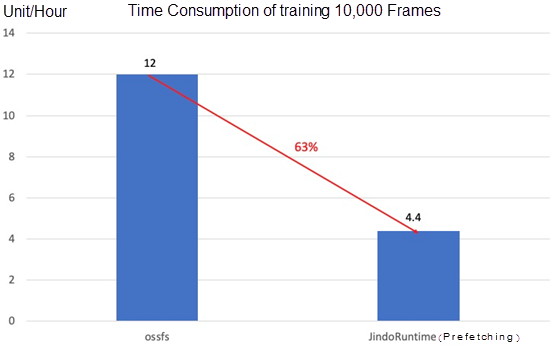 Unit/Hour
Time Consumption of training 10,000 Frames
14
12
12
10
8
63%
6
4.4
4
2
0
ossfs
JindoRuntime(Prefetching)